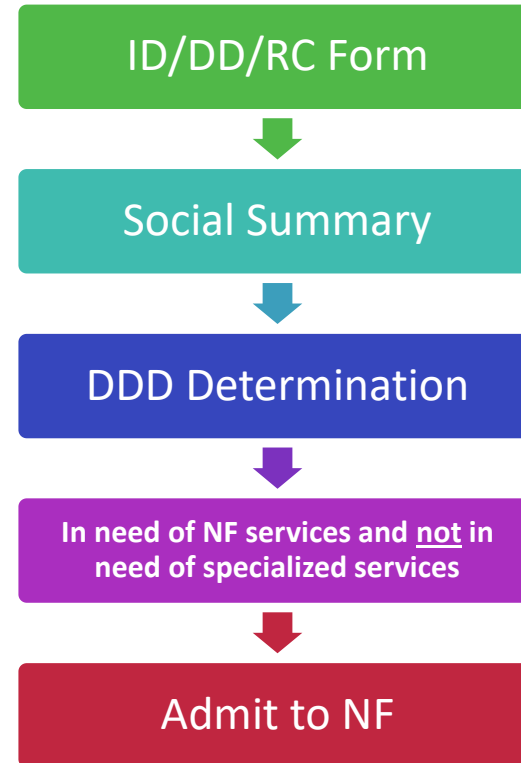 ID/DD/RC Form
Social Summary
DDD Determination
In need of NF services and not in
need of specialized services
Admit to NF